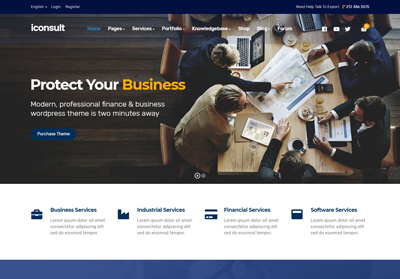 English Login Register
Need Help Talk To Expert 212 386 5575
iconsult
Home Pages Services Portfolio Knowledgebase Shop Blog Forum
Protect Your Business
Modern, professional finance & business
wordpress theme is two minutes away
Purchase Theme
Business Services
Lorem ipsum dolor sit amet
consectetur adipiscing elit
sed do eiusmod tempor.
Industrial Services
Lorem ipsum dolor sit amet
consectetur adipiscing elit
sed do eiusmod tempor.
Financial Services
Lorem ipsum dolor sit amet
consectetur adipiscing elit
sed do eiusmod tempor.
Software Services
Lorem ipsum dolor sit amet
consectetur adipiscing elit
sed do eiusmod tempor.